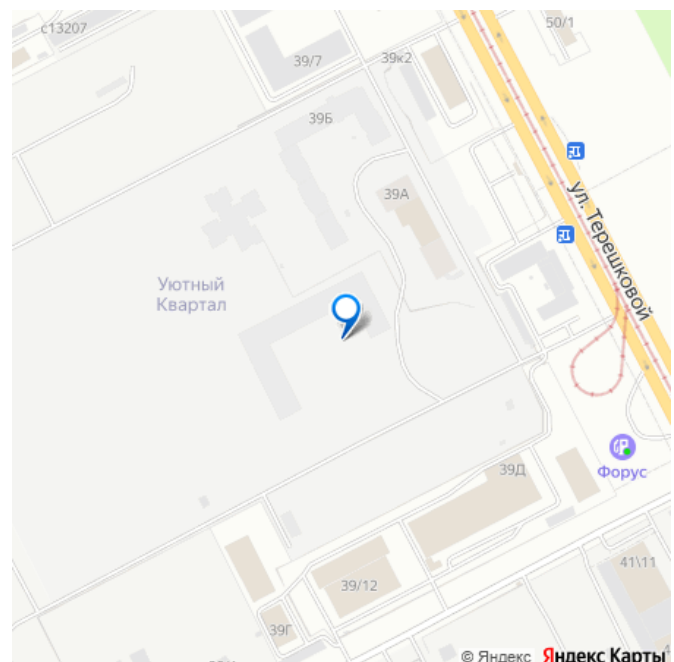 с13207
50/1
39/7
39к2
39Б
39А
ул. Терешковой
Уютный
Квартал
Форус
39Д
41\11
39/12
39Г
© Яндекс Яндекс Карты